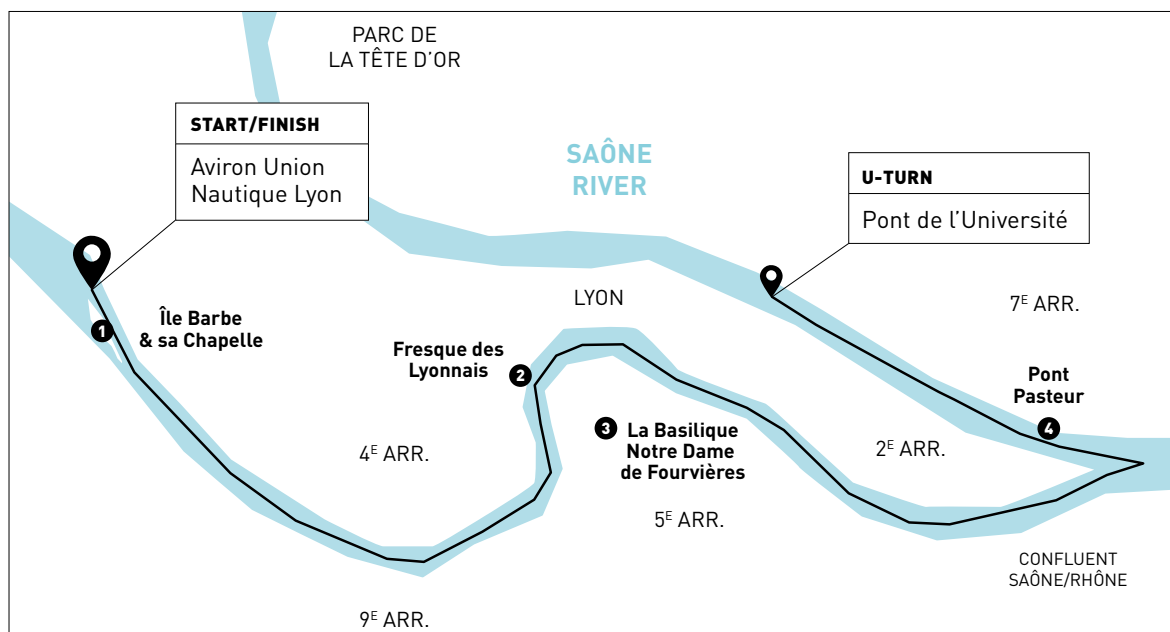 PARC DE
LA TÊTE D'OR
START/FINISH
Aviron Union
Nautique Lyon
SAÔNE
RIVER
U-TURN
Pont de l'Université
LYON
7E ARR.
1
Île Barbe
& sa Chapelle
Fresque des
Lyonnais
2
Pont
Pasteur
4
3
La Basilique
Notre Dame
de Fourvières
4E ARR.
2E ARR.
5E ARR.
CONFLUENT
SAÔNE/RHÔNE
9E ARR.